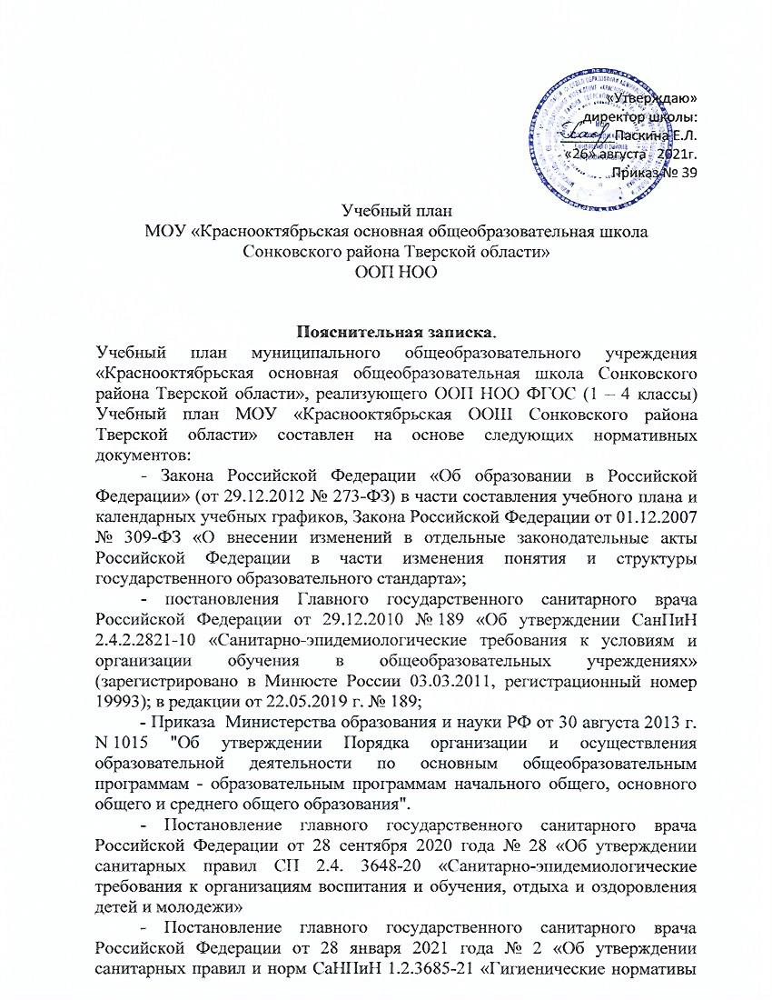 «Утверждаю»
директор школы:
Паскина Е.Л.
«26» августа 2021г.
Приказ № 39
Учебный план
МОУ «Краснооктябрьская основная общеобразовательная школа
Сонковского района Тверской области»
ООП НОО
Пояснительная записка.
Учебный план муниципального общеобразовательного учреждения
«Краснооктябрьская основная общеобразовательная школа Сонковского
района Тверской области», реализующего ООП НОО ФГОС (1 – 4 классы)
Учебный план МОУ «Краснооктябрьская ООШ Сонковского района
Тверской области» составлен на основе следующих нормативных
документов:
- Закона Российской Федерации «Об образовании в Российской
Федерации» (от 29.12.2012 № 273-ФЗ) в части составления учебного плана и
календарных учебных графиков, Закона Российской Федерации от 01.12.2007
№ 309-ФЗ «О внесении изменений в отдельные законодательные акты
Российской Федерации в части изменения понятия и структуры
государственного образовательного стандарта»;
- постановления Главного государственного санитарного врача
Российской Федерации от 29.12.2010 № 189 «Об утверждении СанПиН
2.4.2.2821-10 «Санитарно-эпидемиологические требования к условиям и
организации обучения в общеобразовательных учреждениях»
(зарегистрировано в Минюсте России 03.03.2011, регистрационный номер
19993); в редакции от 22.05.2019 г. № 189;
- Приказа Министерства образования и науки РФ от 30 августа 2013 г.
N 1015 "Об утверждении Порядка организации и осуществления
образовательной деятельности по основным общеобразовательным
программам - образовательным программам начального общего, основного
общего и среднего общего образования".
- Постановление главного государственного санитарного врача
Российской Федерации от 28 сентября 2020 года № 28 «Об утверждении
санитарных правил СП 2.4. 3648-20 «Санитарно-эпидемиологические
требования к организациям воспитания и обучения, отдыха и оздоровления
детей и молодежи»
- Постановление главного государственного санитарного врача
Российской Федерации от 28 января 2021 года № 2 «Об утверждении
санитарных правил и норм СаНПиН 1.2.3685-21 «Гигиенические нормативы